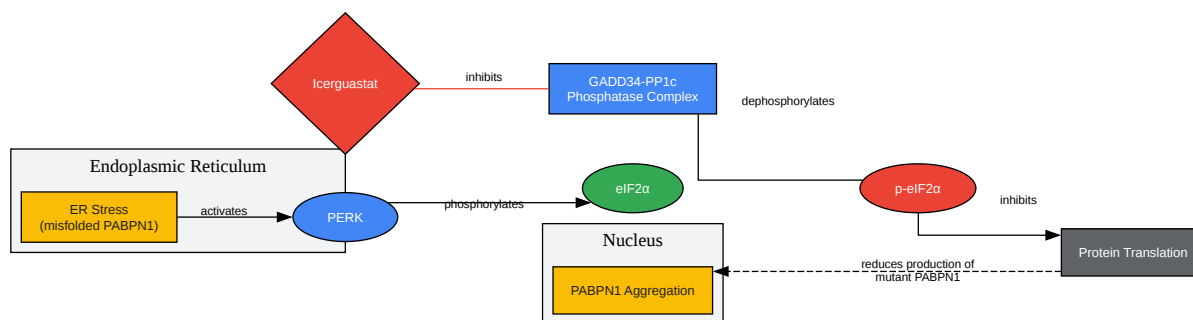 Icerguastat
inhibits
GADD34-PP1c
Phosphatase Complex
dephosphorylates
Endoplasmic Reticulum
ER Stress
(misfolded PABPN1)
activates
PERK
phosphorylates
eIF2α
p-eIF2α
inhibits
Protein Translation
Nucleus
PABPN1 Aggregation
reduces production of
mutant PABPN1